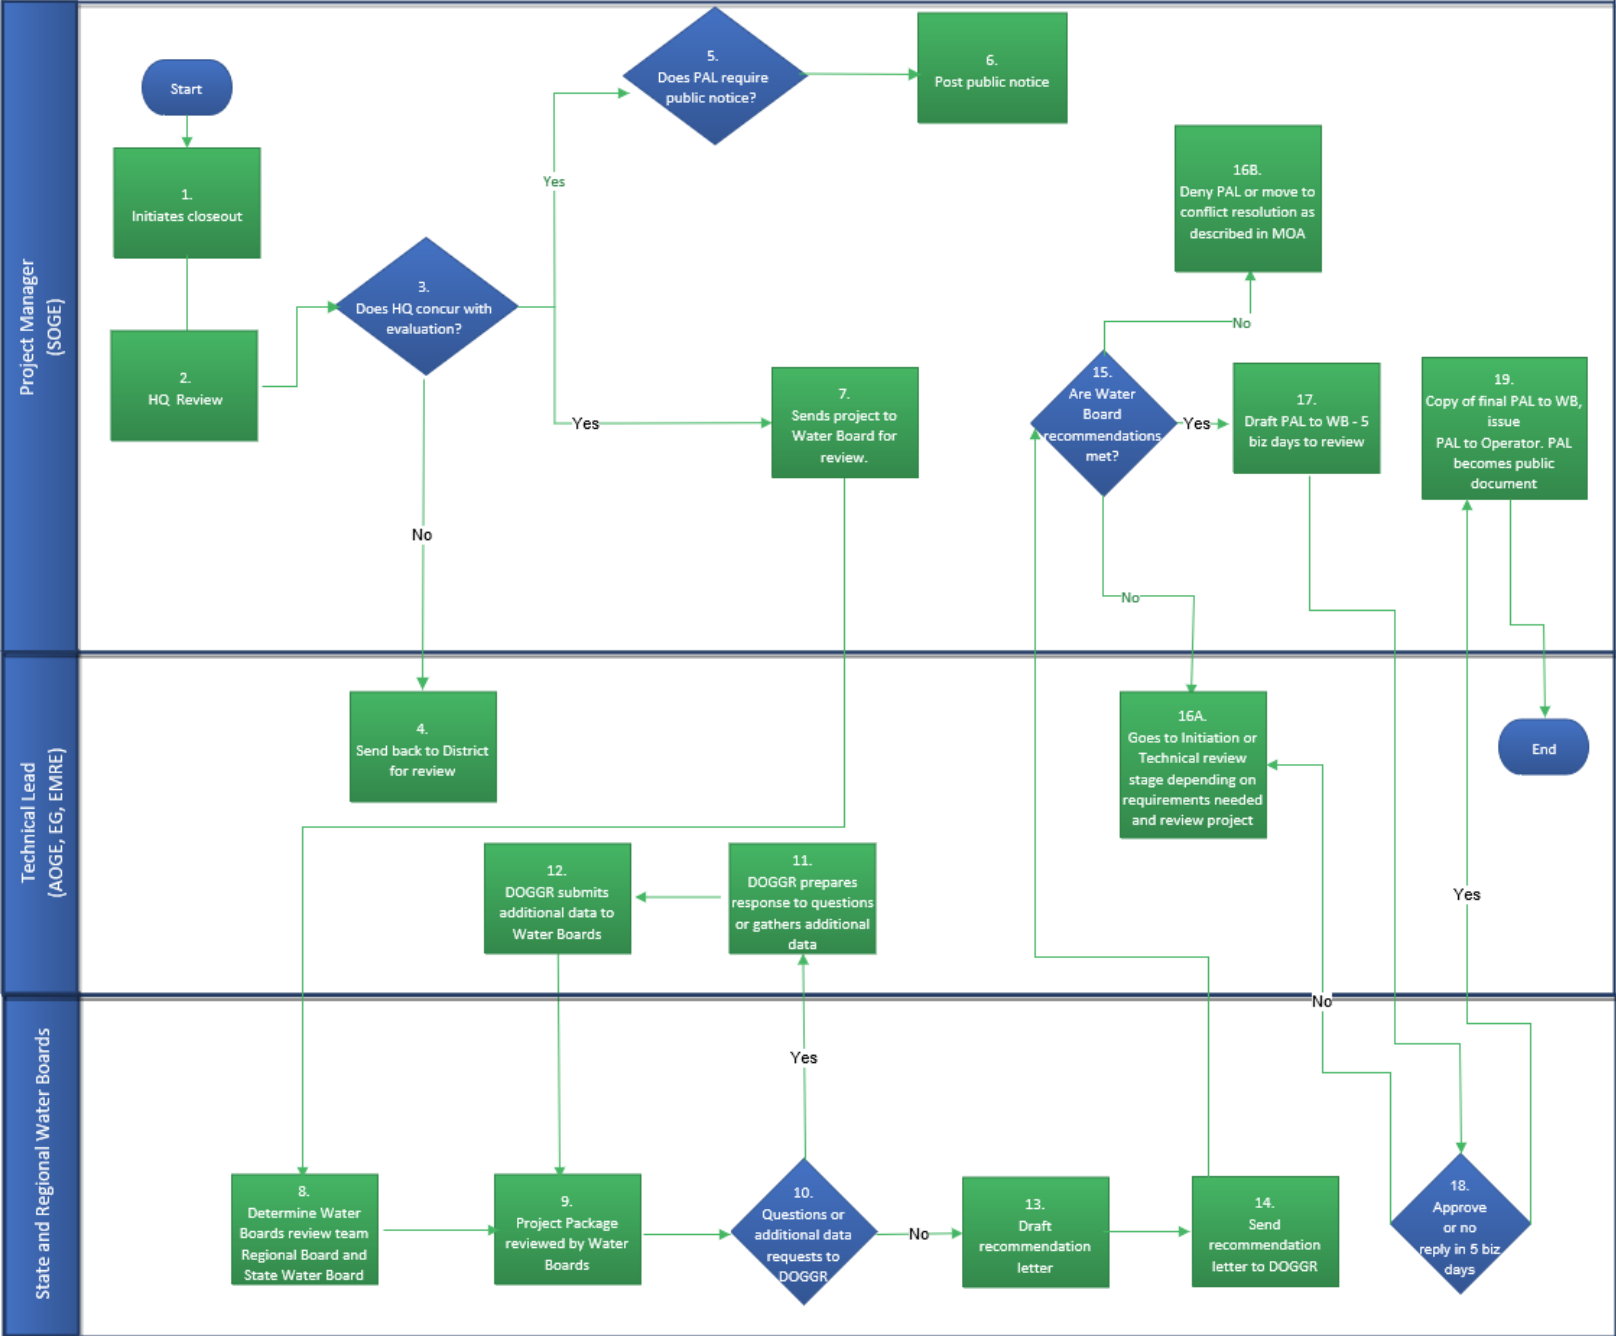 Project Manager
(SOGE)
Start
1.
Initiates closeout
2.
HQ Review
3.
Does HQ concur with
evaluation?
Yes
Yes
No
5.
Does PAL require
public notice?
6.
Post public notice
7.
Sends project to
Water Board for
review.
16B.
Deny PAL or move to
conflict resolution as
described in MOA
No
15.
Are Water
Board
recommendations
met?
Yes
No
17.
Draft PAL to WB - 5
biz days to review
19.
Copy of final PAL to WB,
issue
PAL to Operator. PAL
becomes public
document
Technical Lead
(AOGE, EG, EMRE)
4.
Send back to District
for review
12.
DOGGR submits
additional data to
Water Boards
11.
DOGGR prepares
response to questions
or gathers additional
data
16A.
Goes to Initiation or
Technical review
stage depending on
requirements needed
and review project
End
Yes
No
State and Regional Water Boards
Yes
8.
Determine Water
Boards review team
Regional Board and
State Water Board
9.
Project Package
reviewed by Water
Boards
10.
Questions or
additional data
requests to
DOGGR
No
13.
Draft
recommendation
letter
14.
Send
recommendation
letter to DOGGR
18.
Approve
or no
reply in 5 biz
days